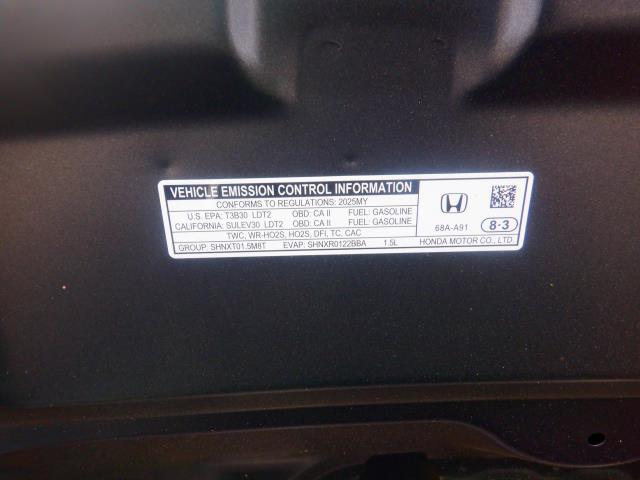 VEHICLE EMISSION CONTROL INFORMATION
CONFORMS TO REGULATIONS: 2025MY
U.S. EPA: T3B30 LDT2 OBD: CA II FUEL: GASOLINE
CALIFORNIA: SULEV30 LDT2 OBD: CA II FUEL: GASOLINE
TWC, WR-HO2S, HO2S, DFI, TC, CAC
GROUP: SHNXT01.5M8T EVAP: SHNXR0122BBA 1.5L
68A-A91 8-3
HONDA MOTOR CO., LTD.